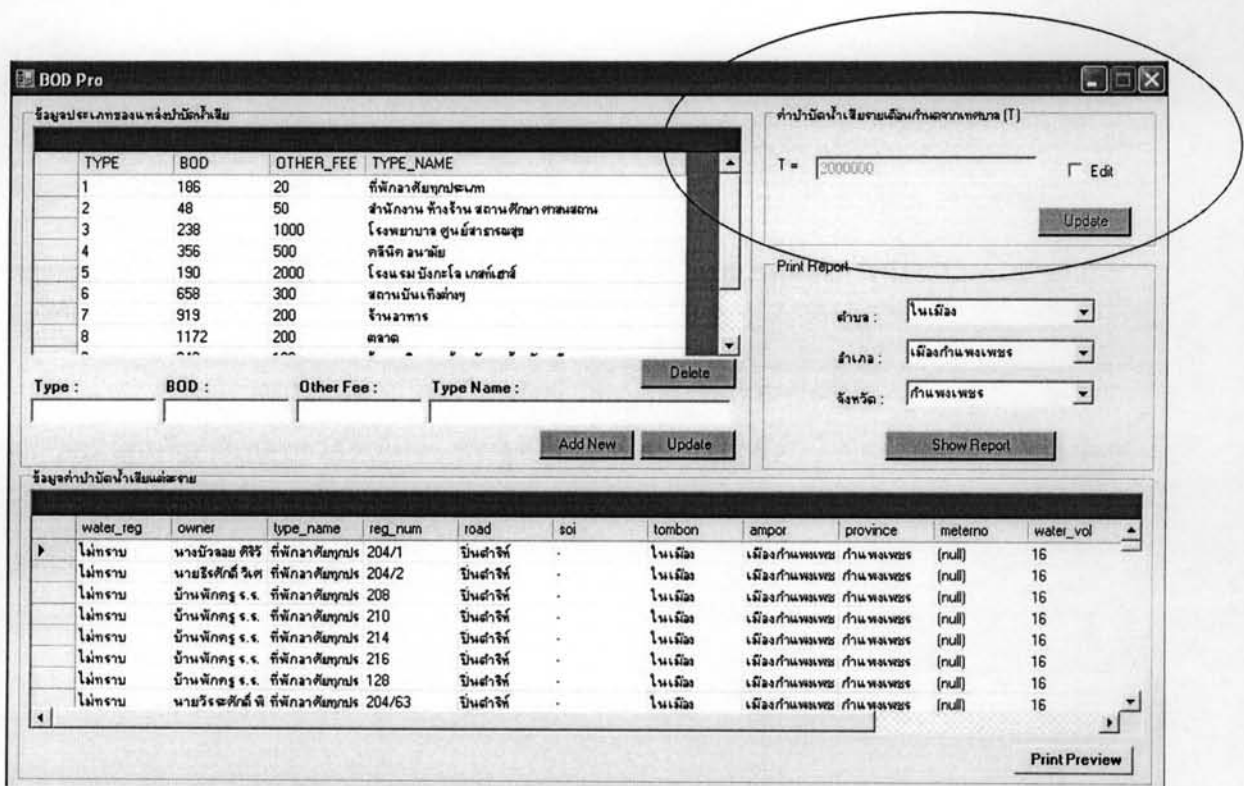 BOD Pro
ข้อมูลประเภทของแหล่งบำบัดน้ำเสีย
TYPE BOD OTHER_FEE TYPE_NAME
1 186 20 ที่พักอาศัยทุกประเภท
2 48 50 สำนักงาน ห้างร้าน สถานศึกษา ศาสนสถาน
3 238 1000 โรงพยาบาล ศูนย์สาธารณสุข
4 356 500 คลีนิค อนามัย
5 190 2000 โรงแรม บังกะโล เกสท์เฮาส์
6 658 300 สถานบันเทิงต่างๆ
7 919 200 ร้านอาหาร
8 1172 200 ตลาด
Delete
Type : BOD : Other Fee : Type Name :
Add New Update
ค่าบำบัดน้ำเสียรายเดือนกำหนดจากเทศบาล (T)
T = Edit
Update
Print Report
ตำบล : ในเมือง
อำเภอ : เมืองกำแพงเพชร
จังหวัด : กำแพงเพชร
Show Report
ข้อมูลค่าบำบัดน้ำเสียแต่ละราย
water_reg owner type_name reg_num road soi tombon ampor province meterno water_vol
ไม่ทราบ นางบัวลอย ที่พักอาศัยทุกปร 204/1 ปิ่นดำริห์ - ในเมือง เมืองกำแพงเพช กำแพงเพชร (null) 16
ไม่ทราบ นายธีรศักดิ์ วิเศ ที่พักอาศัยทุกปร 204/2 ปิ่นดำริห์ - ในเมือง เมืองกำแพงเพช กำแพงเพชร (null) 16
ไม่ทราบ บ้านพักครู ร.ร. ที่พักอาศัยทุกปร 208 ปิ่นดำริห์ - ในเมือง เมืองกำแพงเพช กำแพงเพชร (null) 16
ไม่ทราบ บ้านพักครู ร.ร. ที่พักอาศัยทุกปร 210 ปิ่นดำริห์ - ในเมือง เมืองกำแพงเพช กำแพงเพชร (null) 16
ไม่ทราบ บ้านพักครู ร.ร. ที่พักอาศัยทุกปร 214 ปิ่นดำริห์ - ในเมือง เมืองกำแพงเพช กำแพงเพชร (null) 16
ไม่ทราบ บ้านพักครู ร.ร. ที่พักอาศัยทุกปร 216 ปิ่นดำริห์ - ในเมือง เมืองกำแพงเพช กำแพงเพชร (null) 16
ไม่ทราบ บ้านพักครู ร.ร. ที่พักอาศัยทุกปร 128 ปิ่นดำริห์ - ในเมือง เมืองกำแพงเพช กำแพงเพชร (null) 16
ไม่ทราบ นายวีระศักดิ์ พิ ที่พักอาศัยทุกปร 204/63 ปิ่นดำริห์ - ในเมือง เมืองกำแพงเพช กำแพงเพชร (null) 16
Print Preview